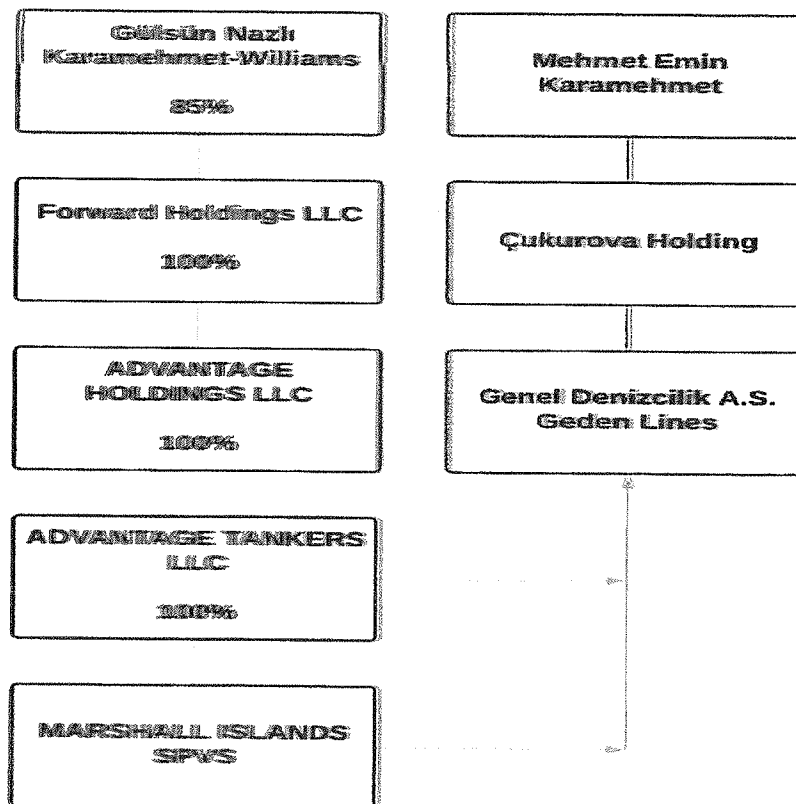 Gülsün Nazlı
Karamehmet-Williams
85%
Forward Holdings LLC
100%
ADVANTAGE
HOLDINGS LLC
100%
ADVANTAGE TANKERS
LLC
100%
MARSHALL ISLANDS
SPVS
Mehmet Emin
Karamehmet
Çukurova Holding
Genel Denizcilik A.S.
Geden Lines